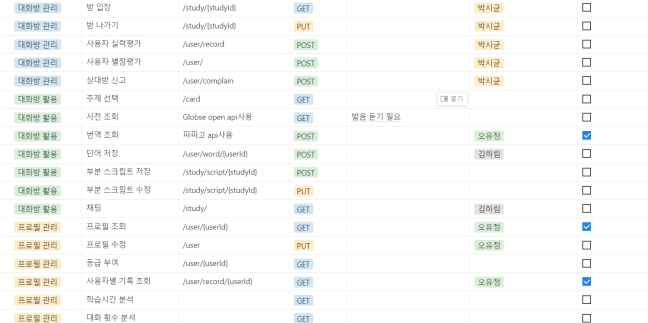 대화방 관리 방 입장 /study/{studyId} GET 박시균
대화방 관리 방 나가기 /study/{studyId} PUT 박시균
대화방 관리 사용자 실력평가 /user/record POST 박시균
대화방 관리 사용자 별점평가 /user/ POST 박시균
대화방 관리 상대방 신고 /user/complain POST 박시균
대화방 활용 주제 선택 /card GET 열기
대화방 활용 사전 조회 Globse open api사용 GET 발음 듣기 필요
대화방 활용 번역 조회 파파고 api사용 POST 오유정
대화방 활용 단어 저장 /user/word/{userId} POST 김하림
대화방 활용 부분 스크립트 저장 /study/script/{studyId} POST
대화방 활용 부분 스크립트 수정 /study/script/{studyId} PUT
대화방 활용 채팅 /study/ GET 김하림
프로필 관리 프로필 조회 /user/{userId} GET 오유정
프로필 관리 프로필 수정 /user PUT 오유정
프로필 관리 등급 부여 /user/{userId} GET
프로필 관리 사용자별 기록 조회 /user/record/{userId} GET 오유정
프로필 관리 학습시간 분석 GET
프로필 관리 대화 횟수 분석 GET